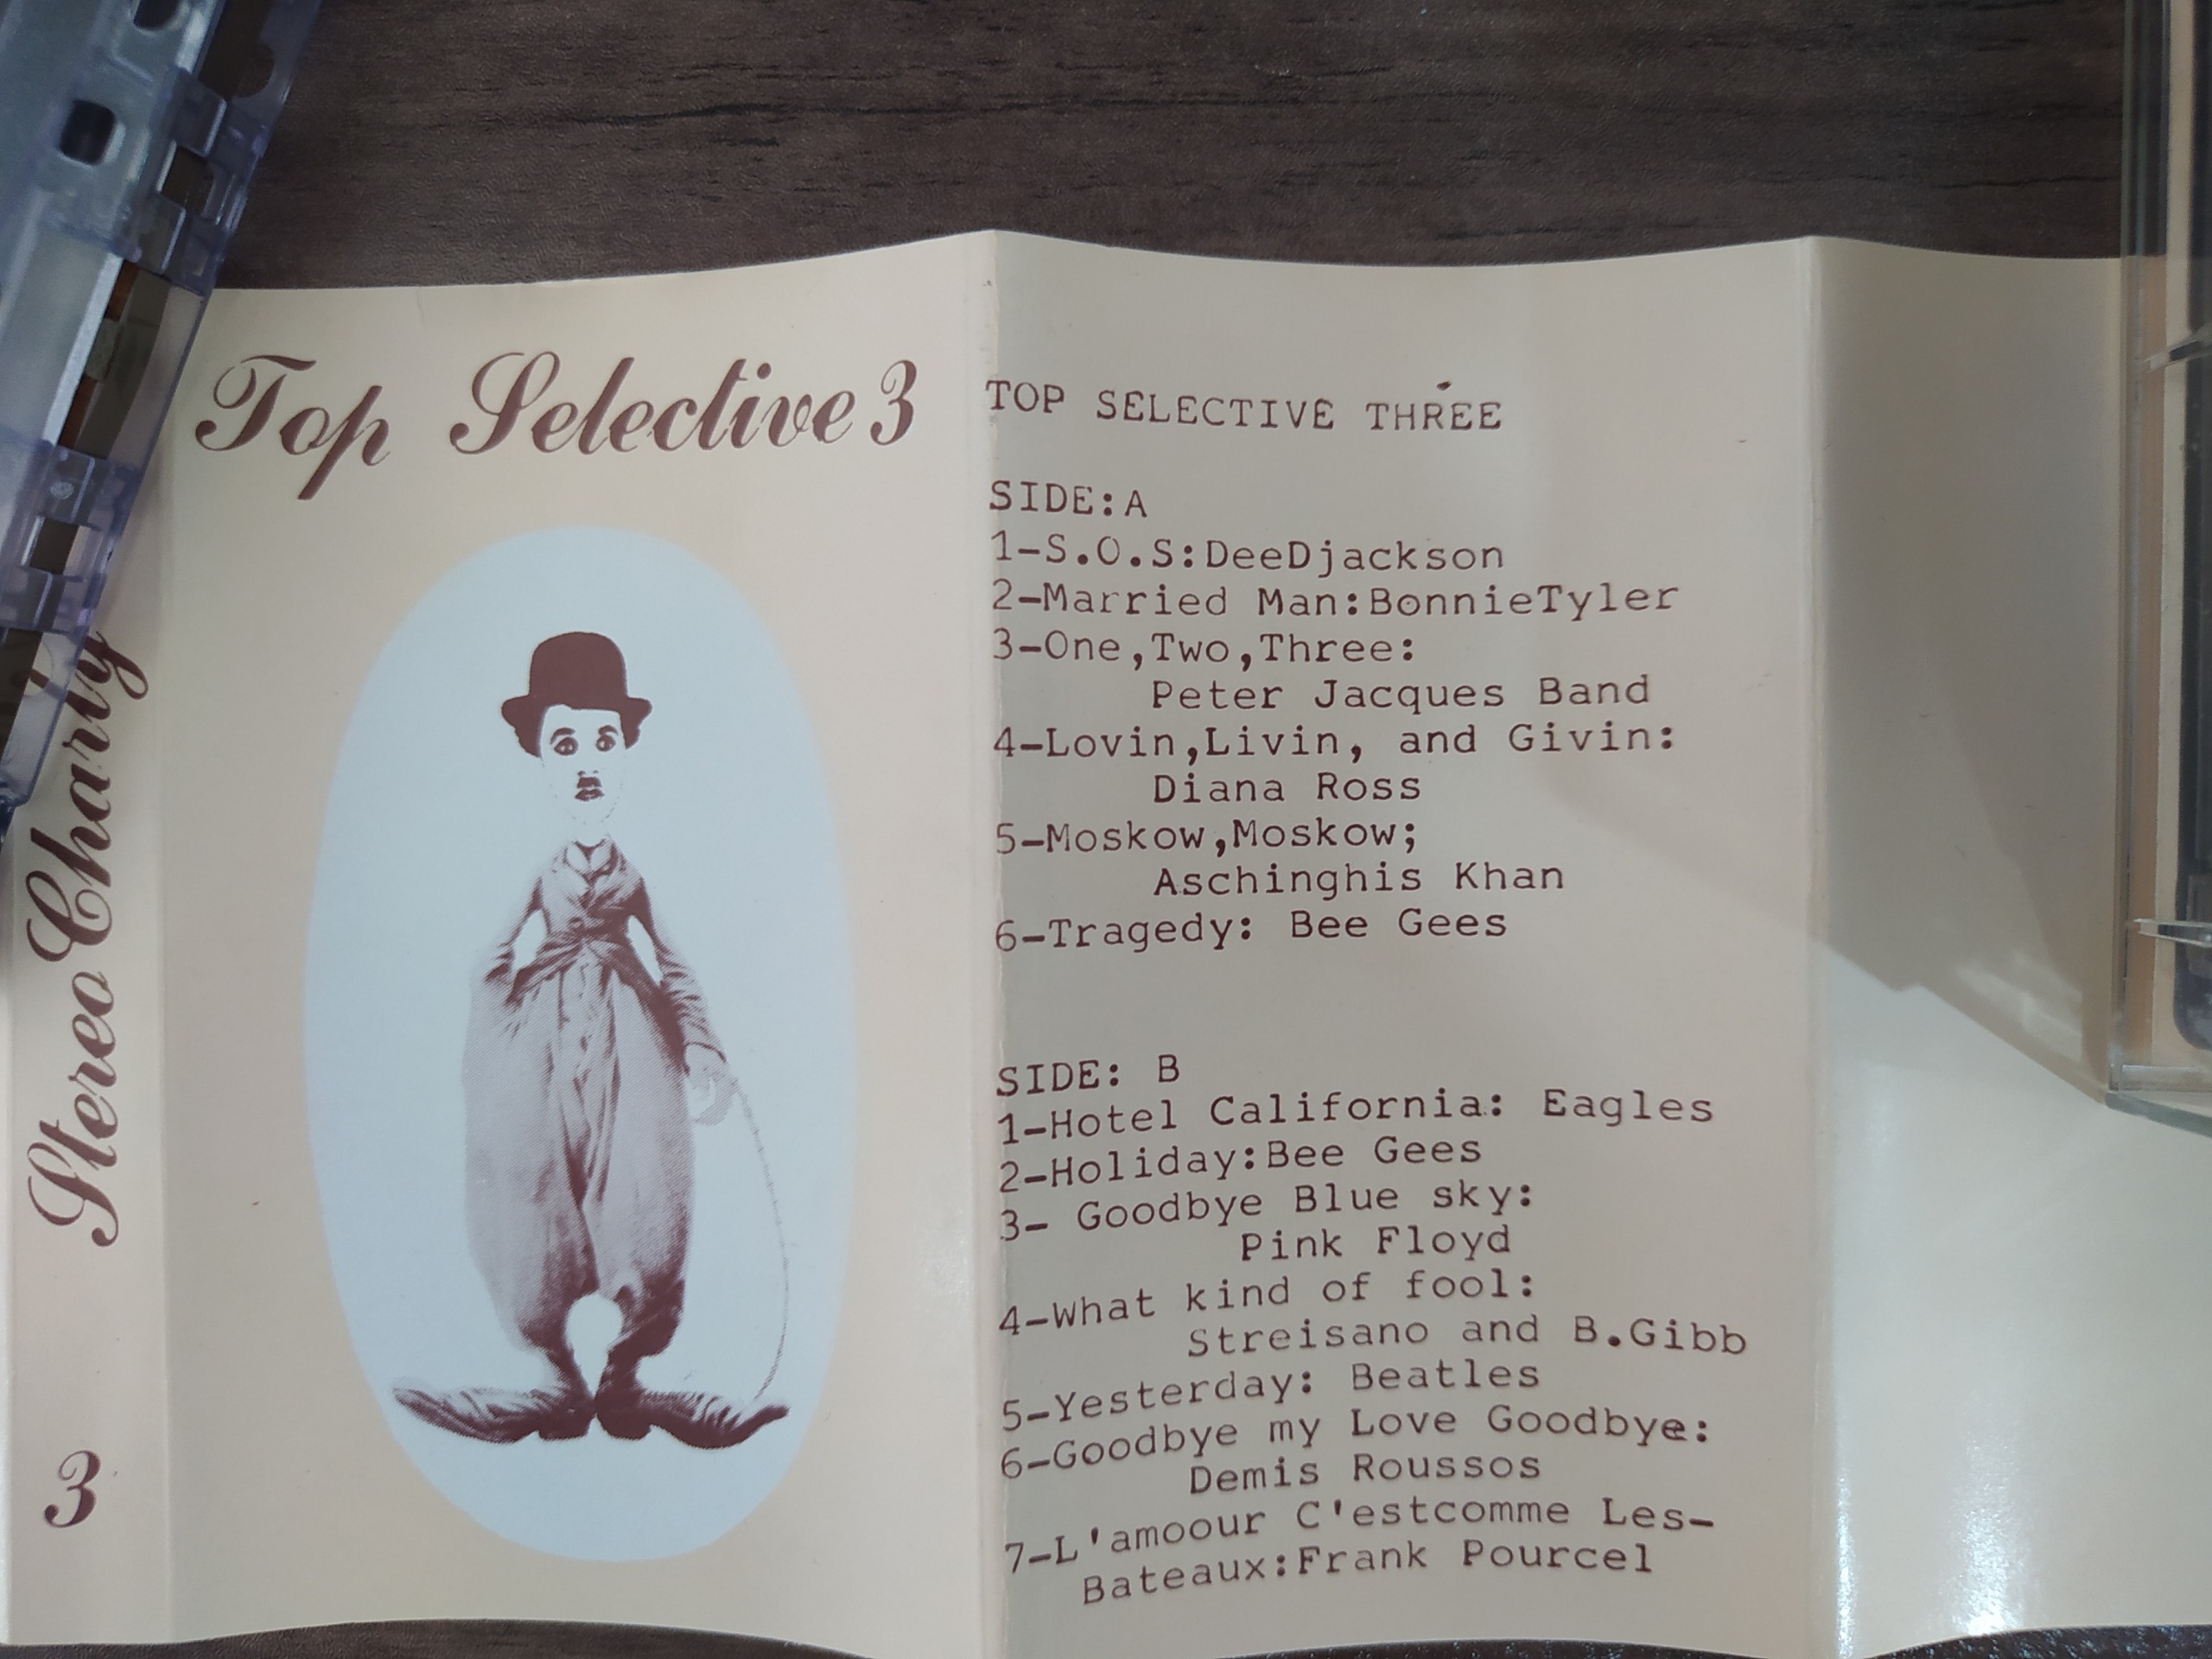 Top Selective 3
Stereo Charly
3
TOP SELECTIVE THREE
SIDE:A
1-S.O.S:DeeDjackson
2-Married Man:BonnieTyler
3-One,Two,Three:
Peter Jacques Band
4-Lovin,Livin, and Givin:
Diana Ross
5-Moskow,Moskow;
Aschinghis Khan
6-Tragedy: Bee Gees
SIDE: B
1-Hotel California: Eagles
2-Holiday:Bee Gees
3- Goodbye Blue sky:
Pink Floyd
4-What kind of fool:
Streisano and B.Gibb
5-Yesterday: Beatles
6-Goodbye my Love Goodbye:
Demis Roussos
7-L'amoour C'estcomme Les-
Bateaux:Frank Pourcel